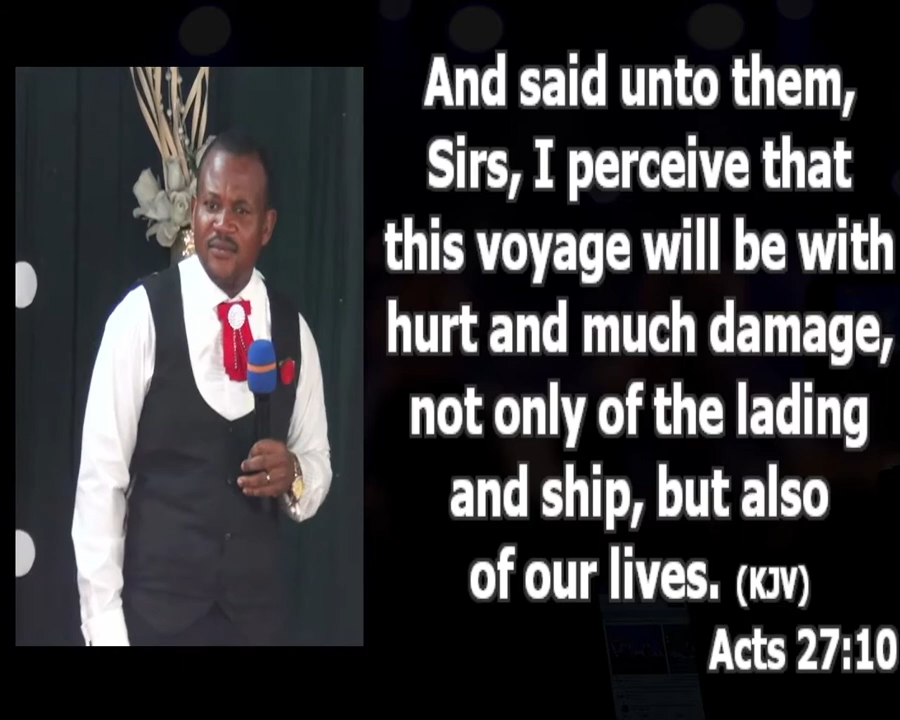 And said unto them,
Sirs, I perceive that
this voyage will be with
hurt and much damage,
not only of the lading
and ship, but also
of our lives. (KJV)
Acts 27:10